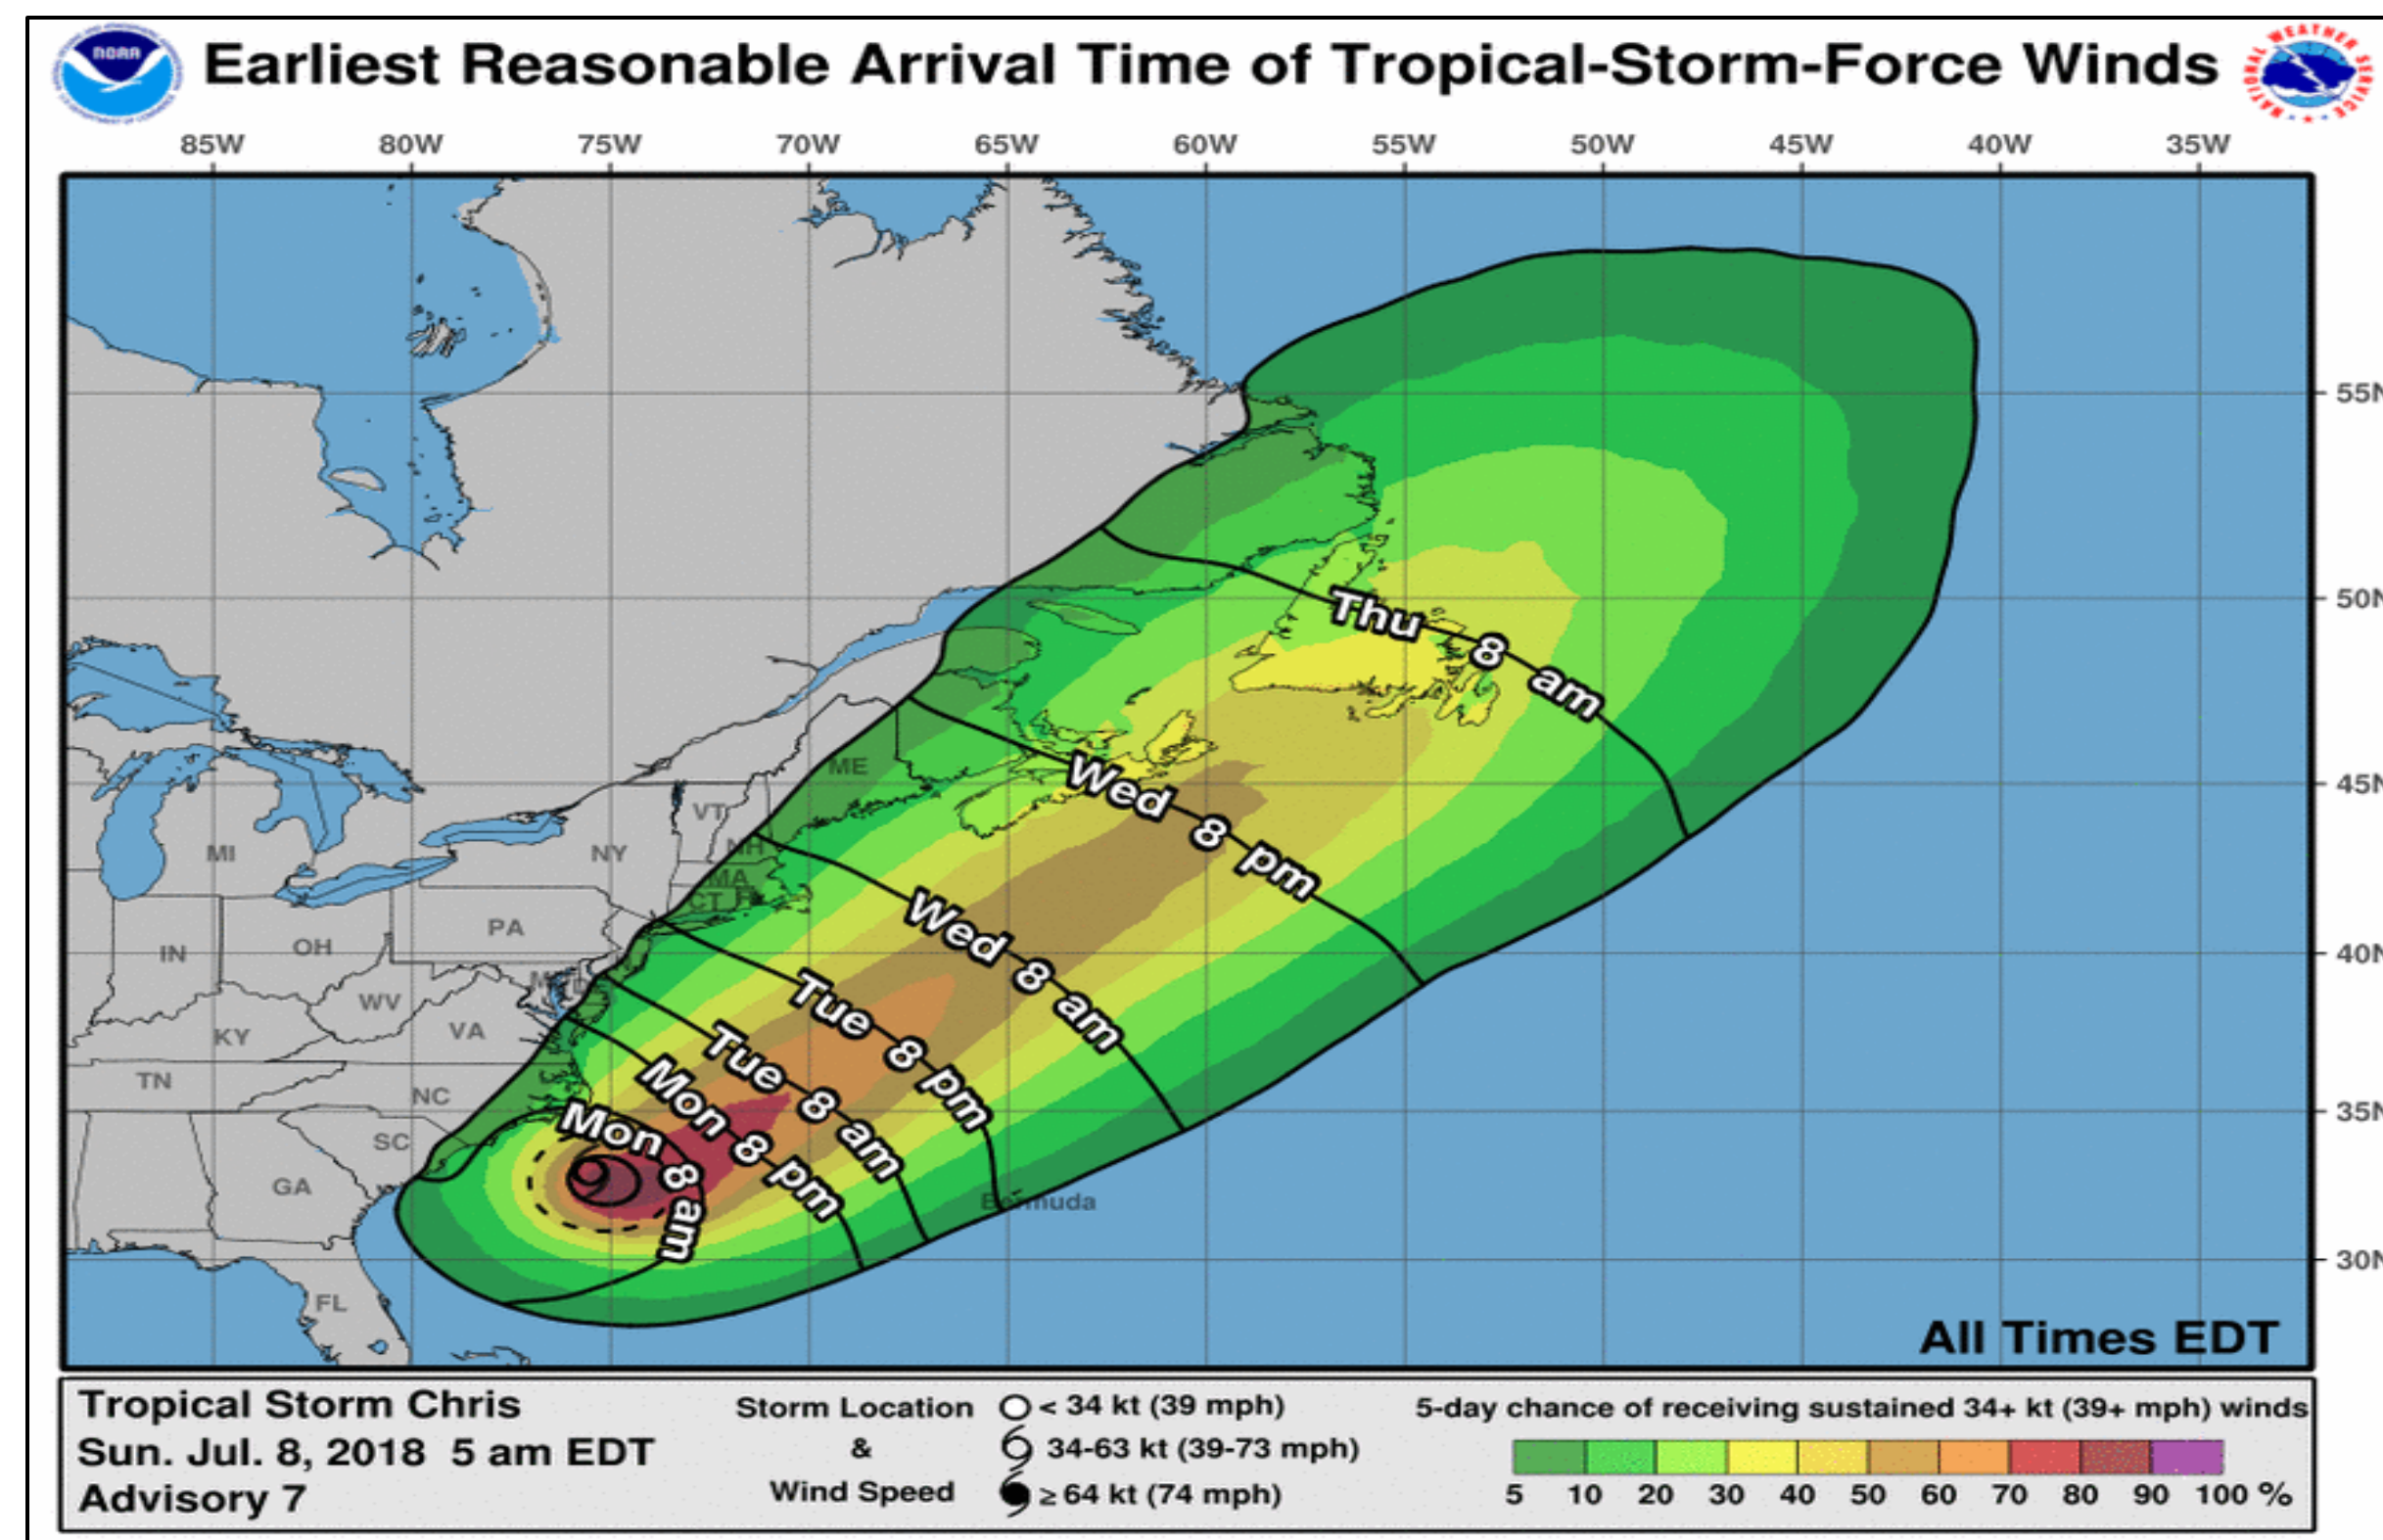 NOAA
Earliest Reasonable Arrival Time of Tropical-Storm-Force Winds
NATIONAL WEATHER SERVICE
85W 80W 75W 70W 65W 60W 55W 50W 45W 40W 35W
55N
50N
45N
40N
35N
30N
Thu 8 am
Wed 8 pm
Wed 8 am
Tue 8 pm
Tue 8 am
Mon 8 pm
Mon 8 am
ME
VT
NH
MA
CT
NY
MI
PA
OH
IN
WV
VA
KY
TN
NC
SC
GA
FL
Bermuda
All Times EDT
Tropical Storm Chris
Sun. Jul. 8, 2018 5 am EDT
Advisory 7
Storm Location
&
Wind Speed
< 34 kt (39 mph)
34-63 kt (39-73 mph)
≥ 64 kt (74 mph)
5-day chance of receiving sustained 34+ kt (39+ mph) winds
5 10 20 30 40 50 60 70 80 90 100 %